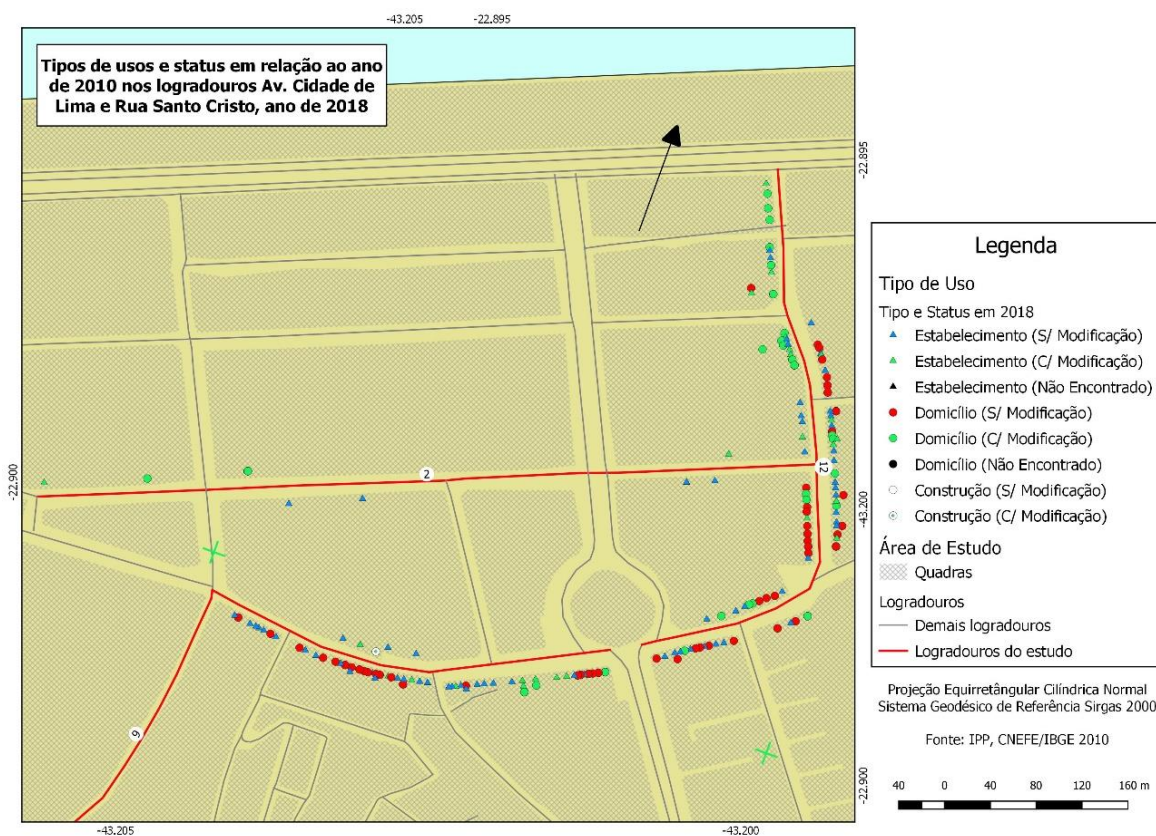 -43.205
-22.895
Tipos de usos e status em relação ao ano
de 2010 nos logradouros Av. Cidade de
Lima e Rua Santo Cristo, ano de 2018
-22.895
2
12
9
-22.900
-43.200
-22.900
-43.205
-43.200
Legenda
Tipo de Uso
Tipo e Status em 2018
Estabelecimento (S/ Modificação)
Estabelecimento (C/ Modificação)
Estabelecimento (Não Encontrado)
Domicílio (S/ Modificação)
Domicílio (C/ Modificação)
Domicílio (Não Encontrado)
Construção (S/ Modificação)
Construção (C/ Modificação)
Área de Estudo
Quadras
Logradouros
Demais logradouros
Logradouros do estudo
Projeção Equirretângular Cilíndrica Normal
Sistema Geodésico de Referência Sirgas 2000
Fonte: IPP, CNEFE/IBGE 2010
40 0 40 80 120 160 m